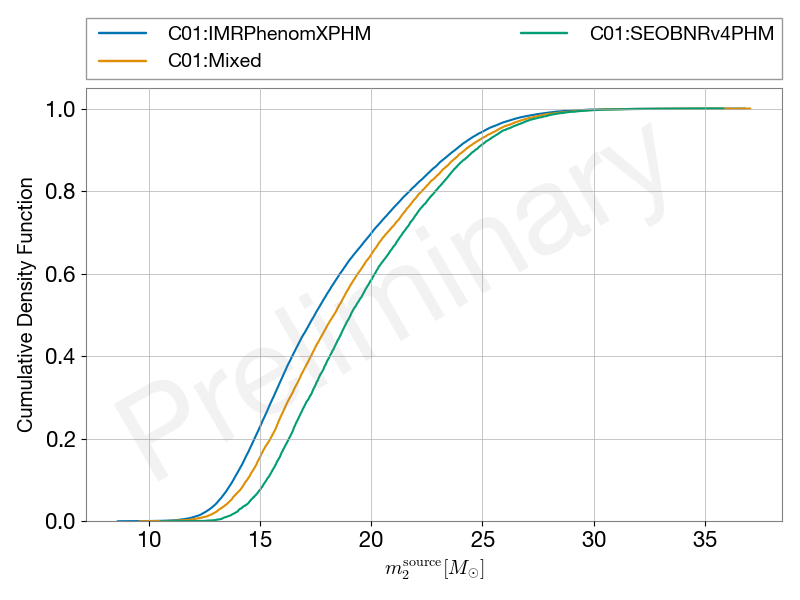 C01:IMRPhenomXPHM
C01:Mixed
C01:SEOBNRv4PHM
1.0
0.8
0.6
0.4
0.2
0.0
Cumulative Density Function
Preliminary
10 15 20 25 30 35
m₂^source [M⊙]